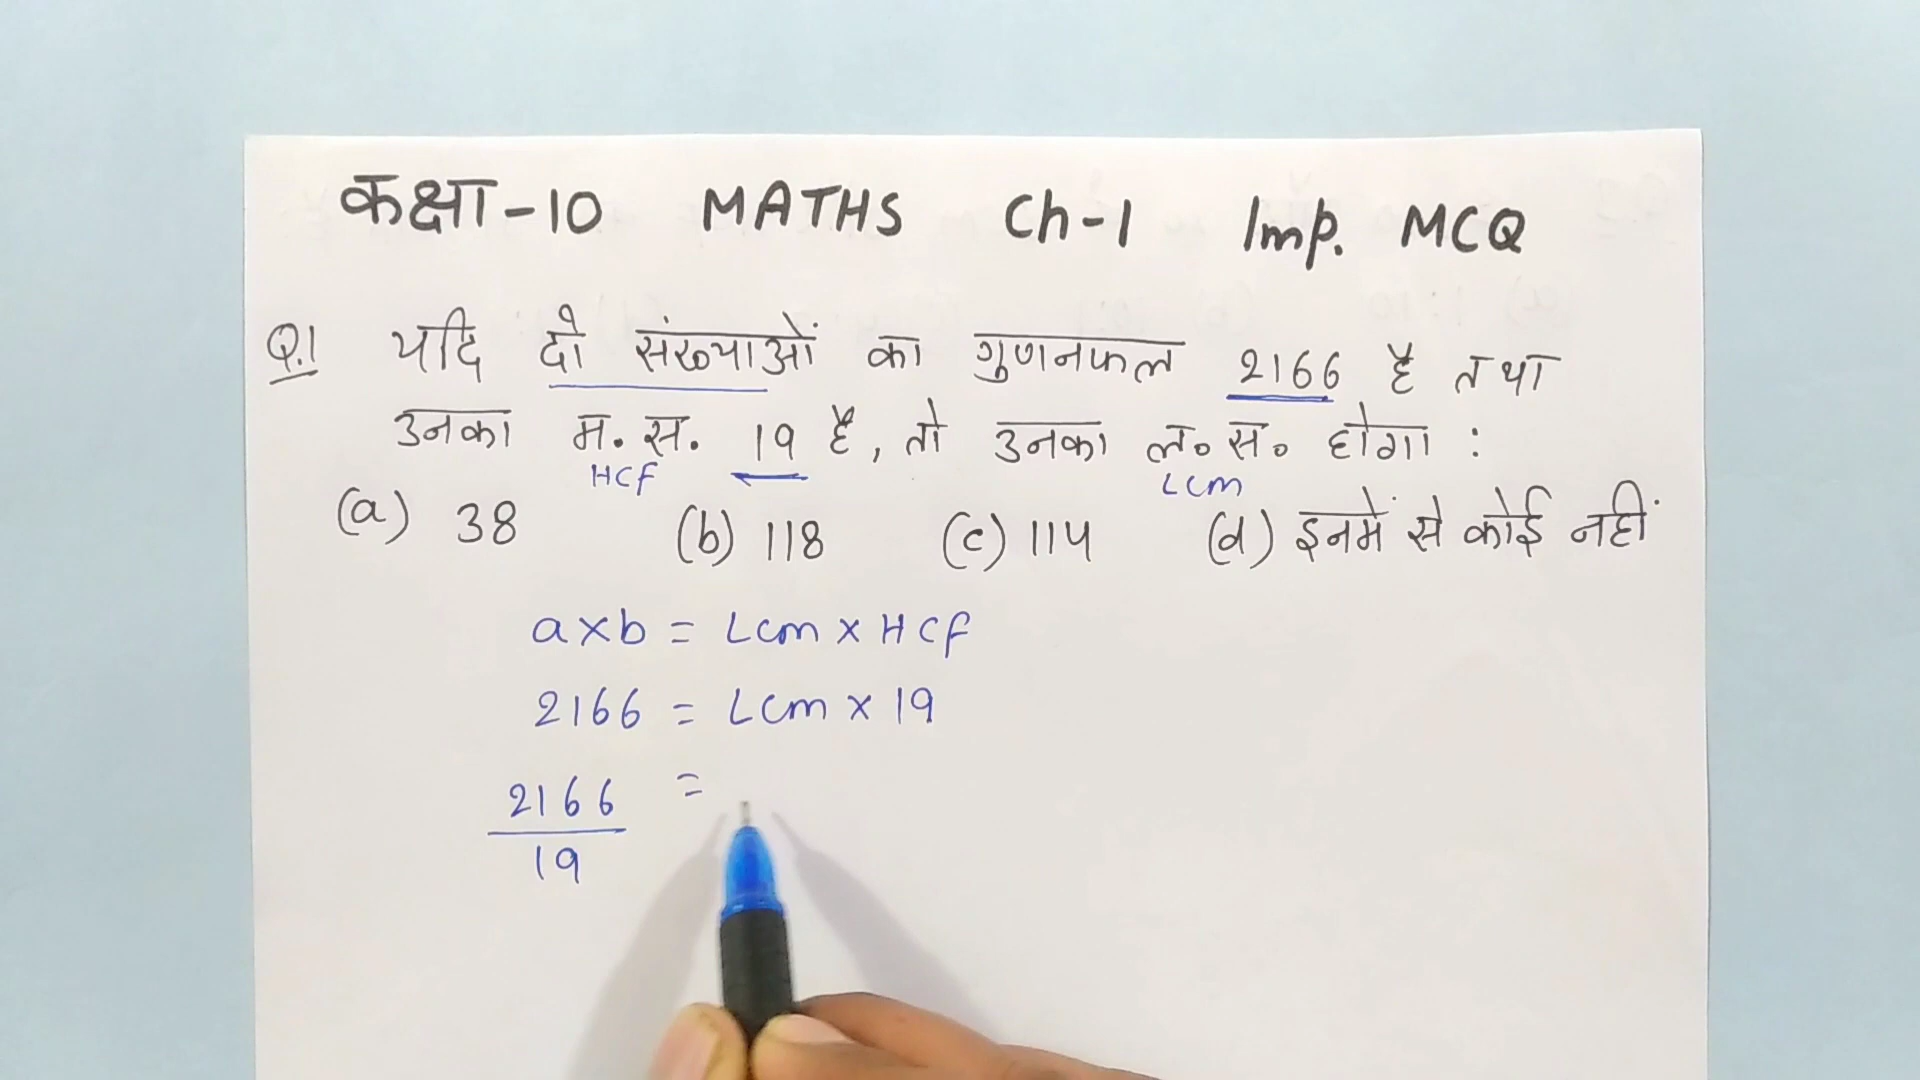 कक्षा-10 MATHS Ch-1 Imp. MCQ
Q.1 यदि दो संख्याओं का गुणनफल 2166 है तथा
उनका म.स. 19 है, तो उनका ल॰स॰ होगा :
HCF LCM
(a) 38 (b) 118 (c) 114 (d) इनमें से कोई नहीं
a×b = LCM × HCF
2166 = LCM × 19
2166 =
19